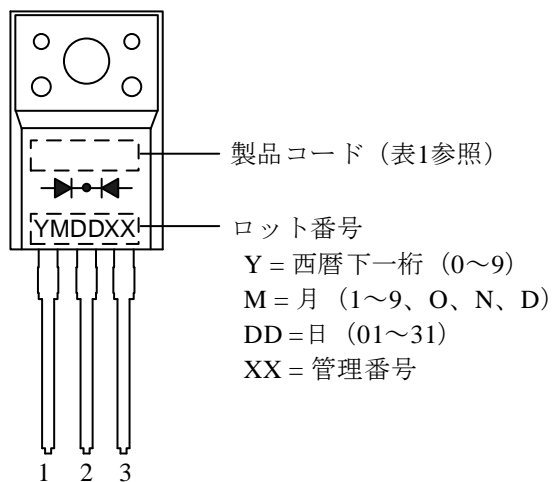 製品コード（表1参照）
YMDDXX
ロット番号
Y = 西暦下一桁（0～9）
M = 月（1～9、O、N、D）
DD =日（01～31）
XX = 管理番号
1 2 3